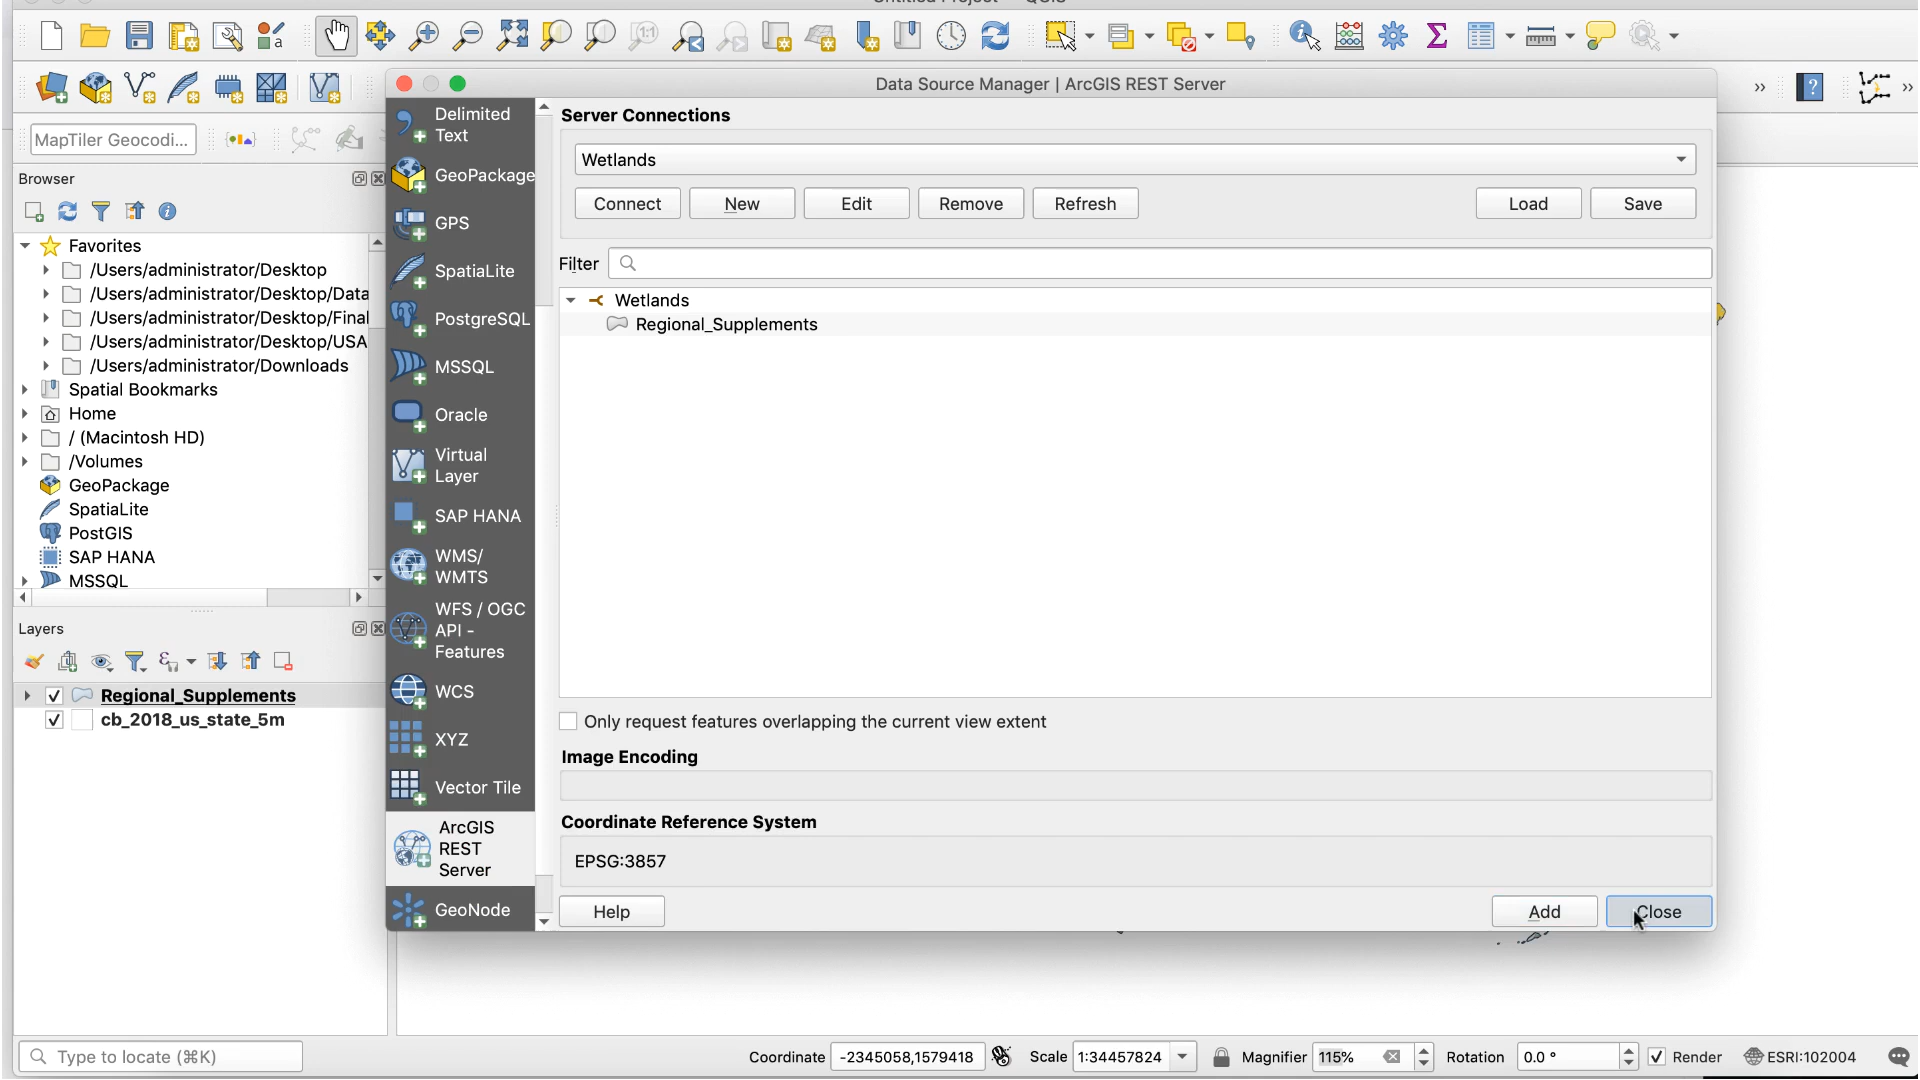 MapTiler Geocodi...
Browser
Favorites
/Users/administrator/Desktop
/Users/administrator/Desktop/Data
/Users/administrator/Desktop/Final
/Users/administrator/Desktop/USA
/Users/administrator/Downloads
Spatial Bookmarks
Home
/ (Macintosh HD)
/Volumes
GeoPackage
SpatiaLite
PostGIS
SAP HANA
MSSQL
Layers
Regional_Supplements
cb_2018_us_state_5m
Data Source Manager | ArcGIS REST Server
Delimited
Text
GeoPackage
GPS
SpatiaLite
PostgreSQL
MSSQL
Oracle
Virtual
Layer
SAP HANA
WMS/
WMTS
WFS / OGC
API -
Features
WCS
XYZ
Vector Tile
ArcGIS
REST
Server
GeoNode
Server Connections
Wetlands
Connect New Edit Remove Refresh Load Save
Filter
Wetlands
Regional_Supplements
Only request features overlapping the current view extent
Image Encoding
Coordinate Reference System
EPSG:3857
Help Add Close
Type to locate (⌘K) Coordinate -2345058,1579418 Scale 1:34457824 Magnifier 115% Rotation 0.0 ° Render ESRI:102004